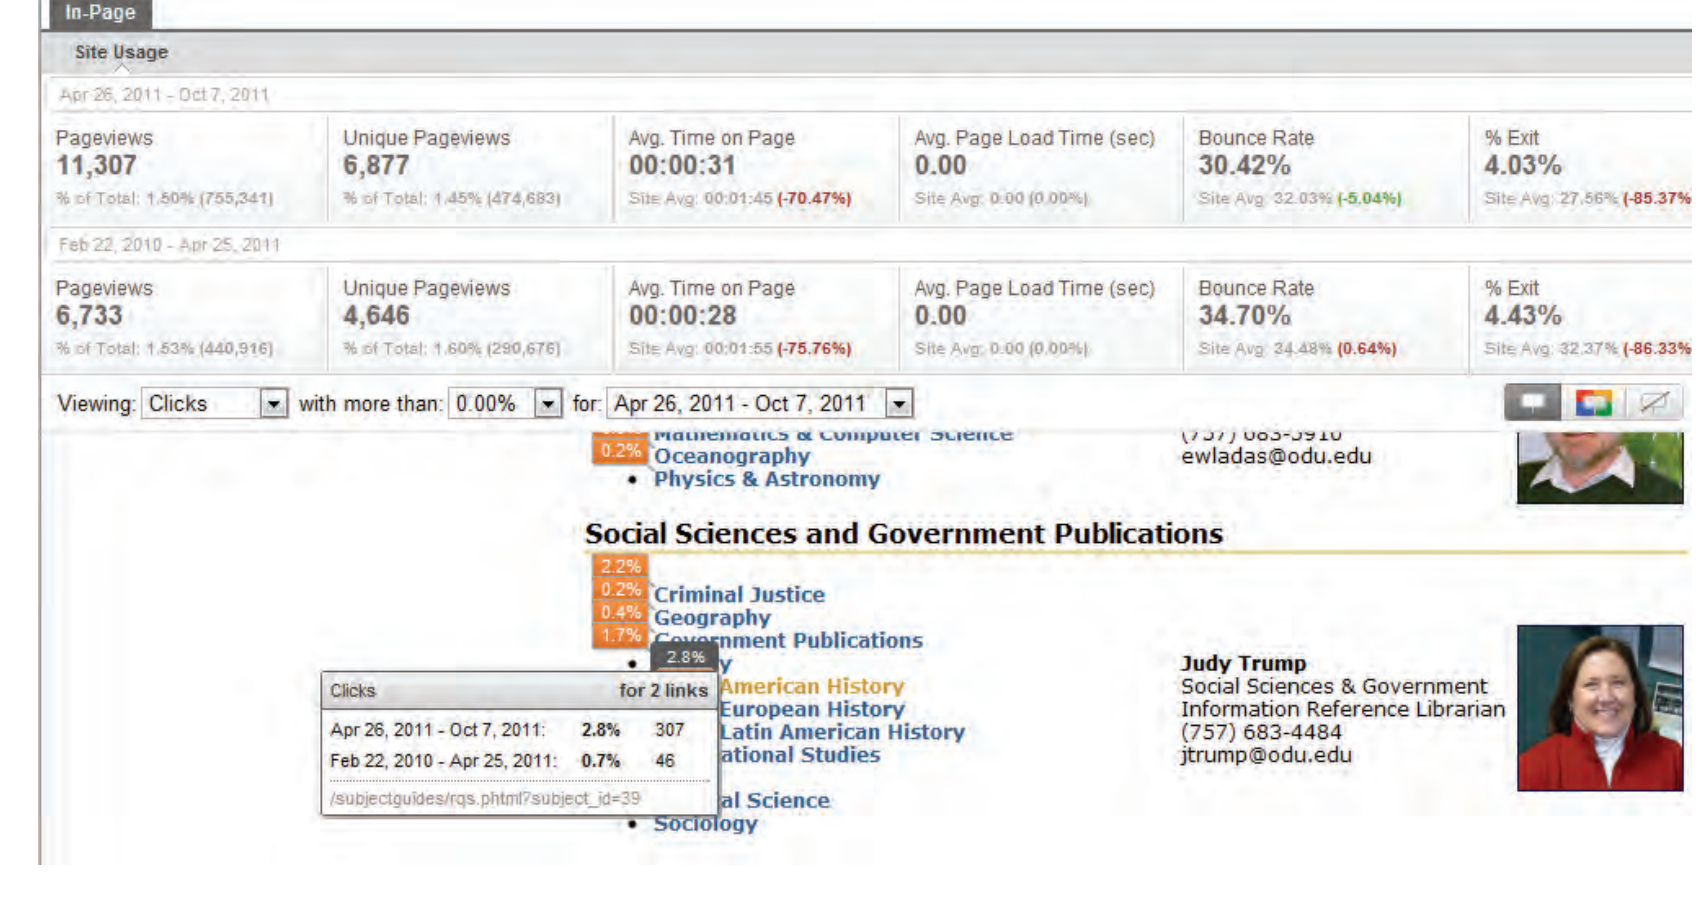 In-Page
Site Usage
Apr 26, 2011 - Oct 7, 2011
Pageviews
11,307
% of Total: 1.50% (755,341)
Unique Pageviews
6,877
% of Total: 1.45% (474,683)
Avg. Time on Page
00:00:31
Site Avg: 00:01:45 (-70.47%)
Avg. Page Load Time (sec)
0.00
Site Avg: 0.00 (0.00%)
Bounce Rate
30.42%
Site Avg: 32.03% (-5.04%)
% Exit
4.03%
Site Avg: 27.56% (-85.37%
Feb 22, 2010 - Apr 25, 2011
Pageviews
6,733
% of Total: 1.53% (440,916)
Unique Pageviews
4,646
% of Total: 1.60% (290,676)
Avg. Time on Page
00:00:28
Site Avg: 00:01:55 (-75.76%)
Avg. Page Load Time (sec)
0.00
Site Avg: 0.00 (0.00%)
Bounce Rate
34.70%
Site Avg: 34.48% (0.64%)
% Exit
4.43%
Site Avg: 32.37% (-86.33%
Viewing: Clicks with more than: 0.00% for: Apr 26, 2011 - Oct 7, 2011
Mathematics & Computer Science
0.2% Oceanography
• Physics & Astronomy
(757) 683-5910
ewladas@odu.edu
Social Sciences and Government Publications
2.2%
0.2% Criminal Justice
0.4% Geography
1.7% Government Publications
• 2.8% y
American History
European History
Latin American History
ational Studies
al Science
• Sociology
Clicks for 2 links
Apr 26, 2011 - Oct 7, 2011: 2.8% 307
Feb 22, 2010 - Apr 25, 2011: 0.7% 46
/subjectguides/rqs.phtml?subject_id=39
Judy Trump
Social Sciences & Government
Information Reference Librarian
(757) 683-4484
jtrump@odu.edu